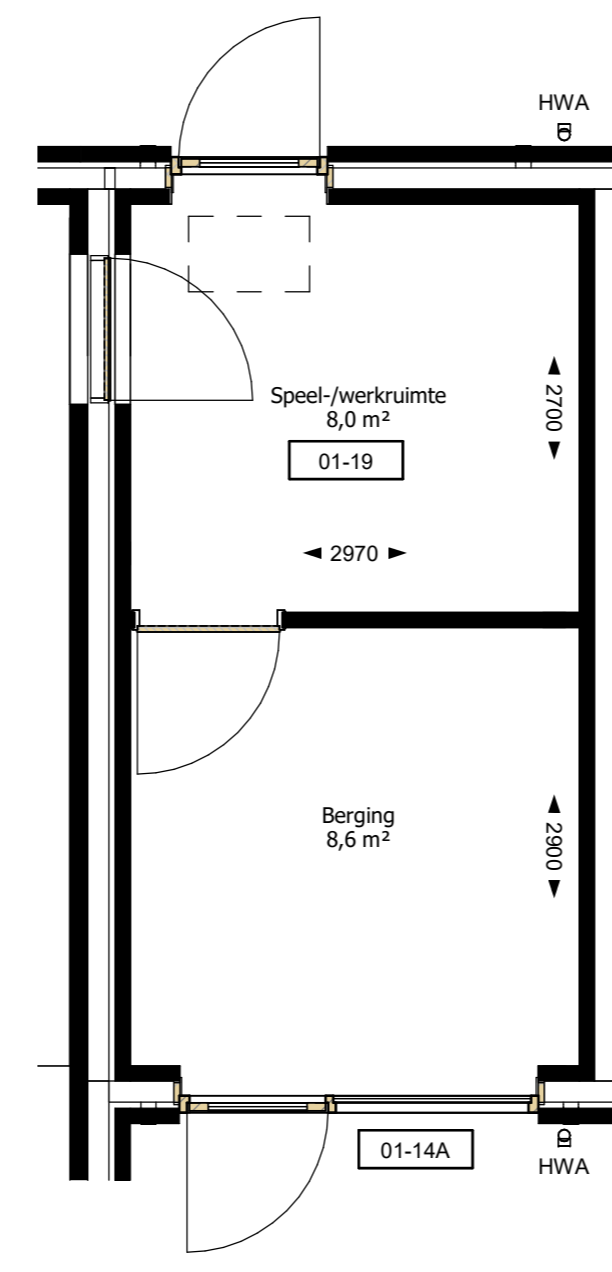 HWA
Speel-/werkruimte
8,0 m²
01-19
2700
2970
Berging
8,6 m²
2900
01-14A
HWA